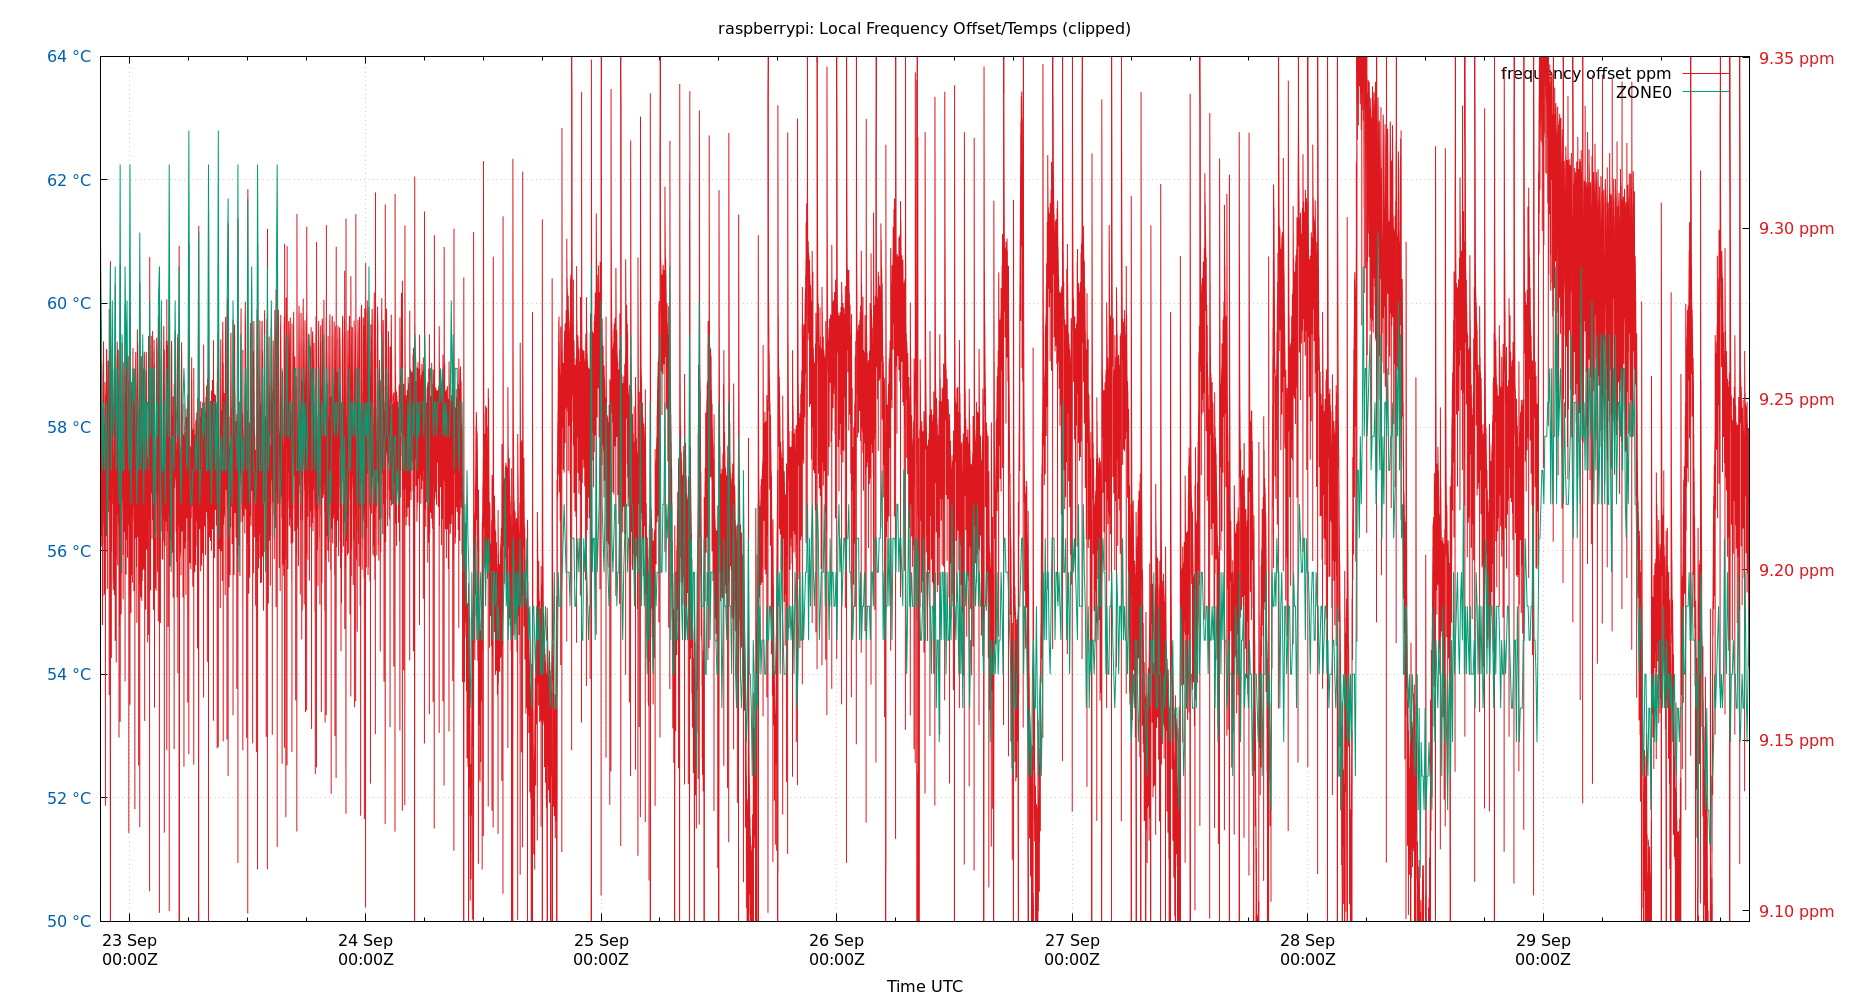 raspberrypi: Local Frequency Offset/Temps (clipped)
64 °C
62 °C
60 °C
58 °C
56 °C
54 °C
52 °C
50 °C
9.35 ppm
9.30 ppm
9.25 ppm
9.20 ppm
9.15 ppm
9.10 ppm
frequency offset ppm
ZONE0
23 Sep
00:00Z
24 Sep
00:00Z
25 Sep
00:00Z
26 Sep
00:00Z
27 Sep
00:00Z
28 Sep
00:00Z
29 Sep
00:00Z
Time UTC